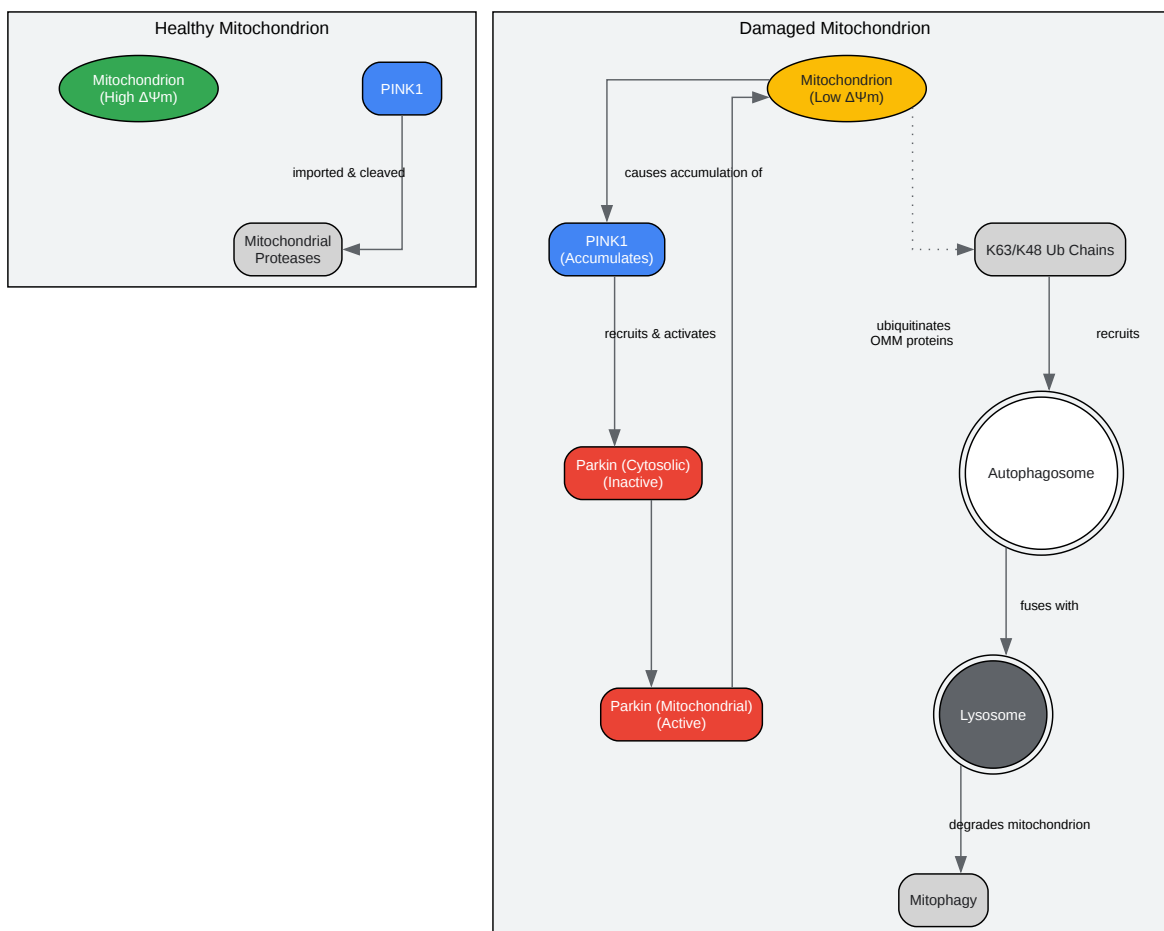 Healthy Mitochondrion
Mitochondrion
(High ΔΨm)
PINK1
imported & cleaved
Mitochondrial
Proteases
Damaged Mitochondrion
Mitochondrion
(Low ΔΨm)
causes accumulation of
PINK1
(Accumulates)
K63/K48 Ub Chains
recruits & activates
ubiquitinates
OMM proteins
recruits
Parkin (Cytosolic)
(Inactive)
Autophagosome
fuses with
Parkin (Mitochondrial)
(Active)
Lysosome
degrades mitochondrion
Mitophagy